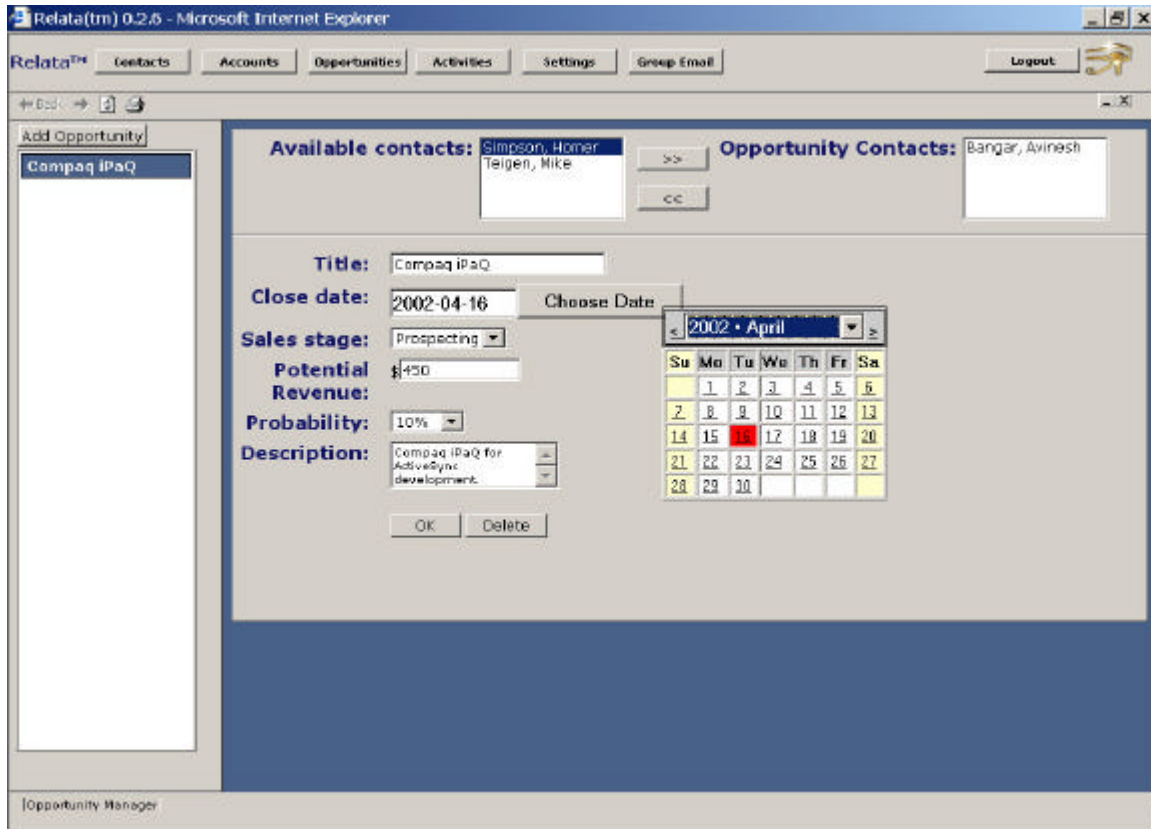 Relata(tm) 0.2.6 - Microsoft Internet Explorer
Relata™ Contacts Accounts Opportunities Activities Settings Group Email Logout
Back
Add Opportunity
Compaq iPaQ
Available contacts:
Simpson, Homer
Teigen, Mike
>>
<<
Opportunity Contacts:
Bangar, Avinesh
Title: Compaq iPaQ
Close date: 2002-04-16 Choose Date
Sales stage: Prospecting
Potential Revenue: $450
Probability: 10%
Description:
Compaq iPaQ for
ActiveSync
development.
OK Delete
< 2002 • April >
Su Mo Tu We Th Fr Sa
1 2 3 4 5 6
7 8 9 10 11 12 13
14 15 16 17 18 19 20
21 22 23 24 25 26 27
28 29 30
Opportunity Manager